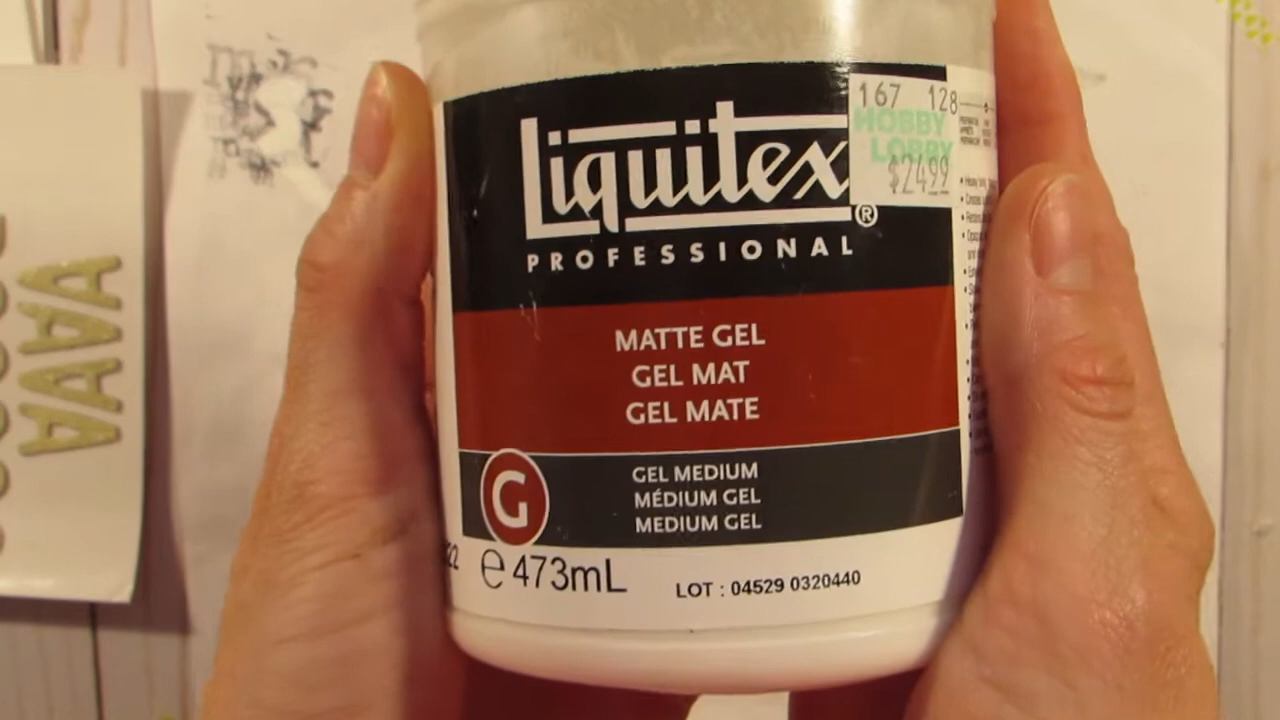 Liquitex®
PROFESSIONAL
167 128
HOBBY
LOBBY
$24.99
MATTE GEL
GEL MAT
GEL MATE
G
GEL MEDIUM
MÉDIUM GEL
MEDIUM GEL
℮ 473mL
LOT : 04529 0320440
AAAA